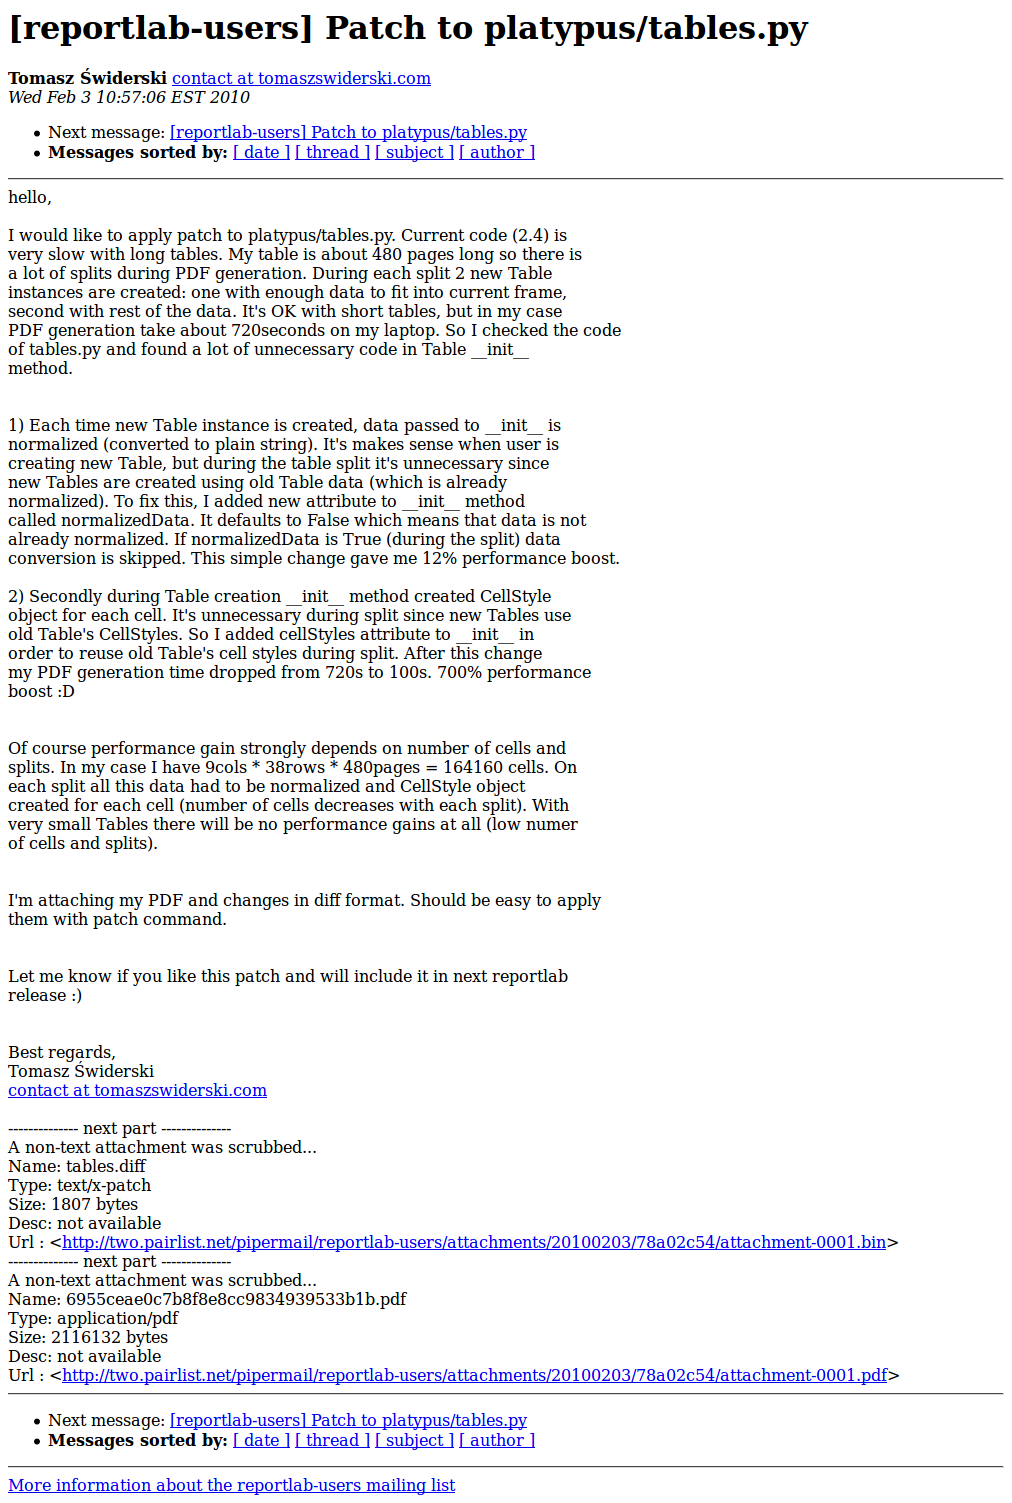 [reportlab-users] Patch to platypus/tables.py
Tomasz Świderski contact at tomaszswiderski.com
Wed Feb 3 10:57:06 EST 2010
• Next message: [reportlab-users] Patch to platypus/tables.py
• Messages sorted by: [ date ] [ thread ] [ subject ] [ author ]
hello,
I would like to apply patch to platypus/tables.py. Current code (2.4) is
very slow with long tables. My table is about 480 pages long so there is
a lot of splits during PDF generation. During each split 2 new Table
instances are created: one with enough data to fit into current frame,
second with rest of the data. It's OK with short tables, but in my case
PDF generation take about 720seconds on my laptop. So I checked the code
of tables.py and found a lot of unnecessary code in Table __init__
method.
1) Each time new Table instance is created, data passed to __init__ is
normalized (converted to plain string). It's makes sense when user is
creating new Table, but during the table split it's unnecessary since
new Tables are created using old Table data (which is already
normalized). To fix this, I added new attribute to __init__ method
called normalizedData. It defaults to False which means that data is not
already normalized. If normalizedData is True (during the split) data
conversion is skipped. This simple change gave me 12% performance boost.
2) Secondly during Table creation __init__ method created CellStyle
object for each cell. It's unnecessary during split since new Tables use
old Table's CellStyles. So I added cellStyles attribute to __init__ in
order to reuse old Table's cell styles during split. After this change
my PDF generation time dropped from 720s to 100s. 700% performance
boost :D
Of course performance gain strongly depends on number of cells and
splits. In my case I have 9cols * 38rows * 480pages = 164160 cells. On
each split all this data had to be normalized and CellStyle object
created for each cell (number of cells decreases with each split). With
very small Tables there will be no performance gains at all (low numer
of cells and splits).
I'm attaching my PDF and changes in diff format. Should be easy to apply
them with patch command.
Let me know if you like this patch and will include it in next reportlab
release :)
Best regards,
Tomasz Świderski
contact at tomaszswiderski.com
-------------- next part --------------
A non-text attachment was scrubbed...
Name: tables.diff
Type: text/x-patch
Size: 1807 bytes
Desc: not available
Url : <http://two.pairlist.net/pipermail/reportlab-users/attachments/20100203/78a02c54/attachment-0001.bin>
-------------- next part --------------
A non-text attachment was scrubbed...
Name: 6955ceae0c7b8f8e8cc9834939533b1b.pdf
Type: application/pdf
Size: 2116132 bytes
Desc: not available
Url : <http://two.pairlist.net/pipermail/reportlab-users/attachments/20100203/78a02c54/attachment-0001.pdf>
• Next message: [reportlab-users] Patch to platypus/tables.py
• Messages sorted by: [ date ] [ thread ] [ subject ] [ author ]
More information about the reportlab-users mailing list